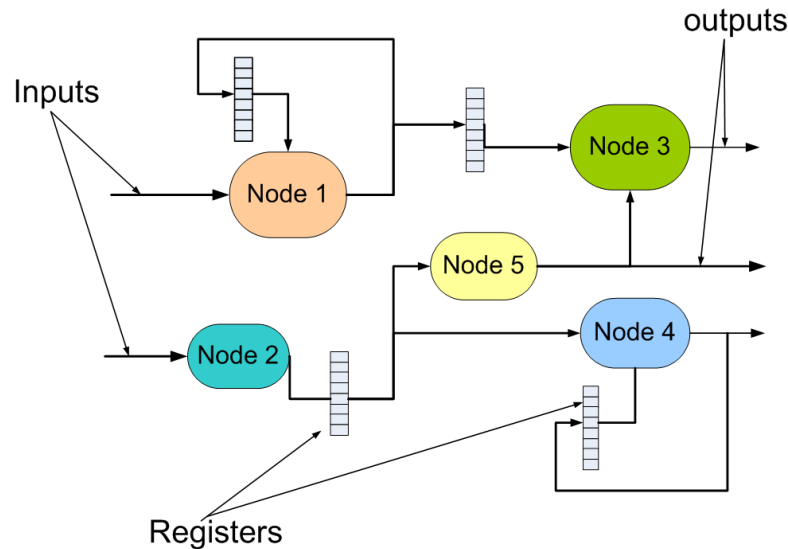 outputs
Inputs
Node 3
Node 1
Node 5
Node 4
Node 2
Registers